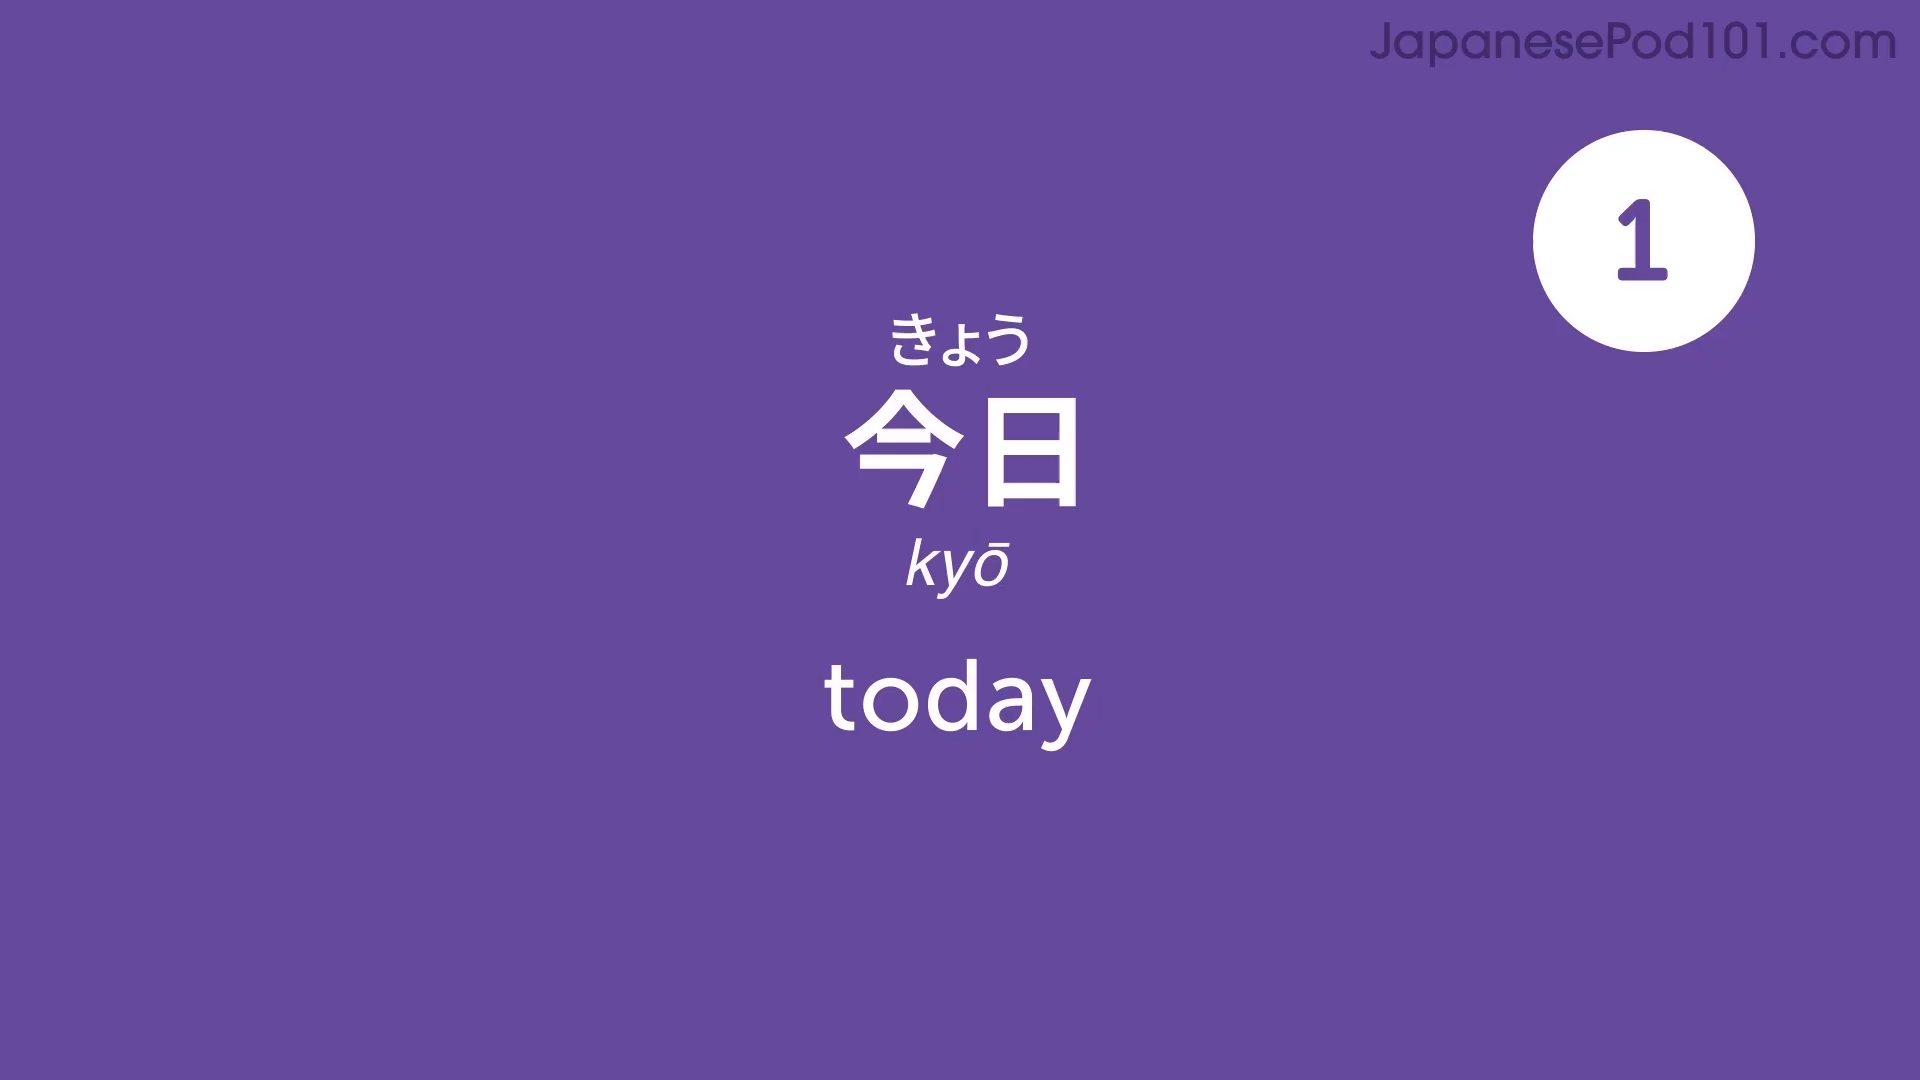 JapanesePod101.com
1
きょう
今日
kyō
today